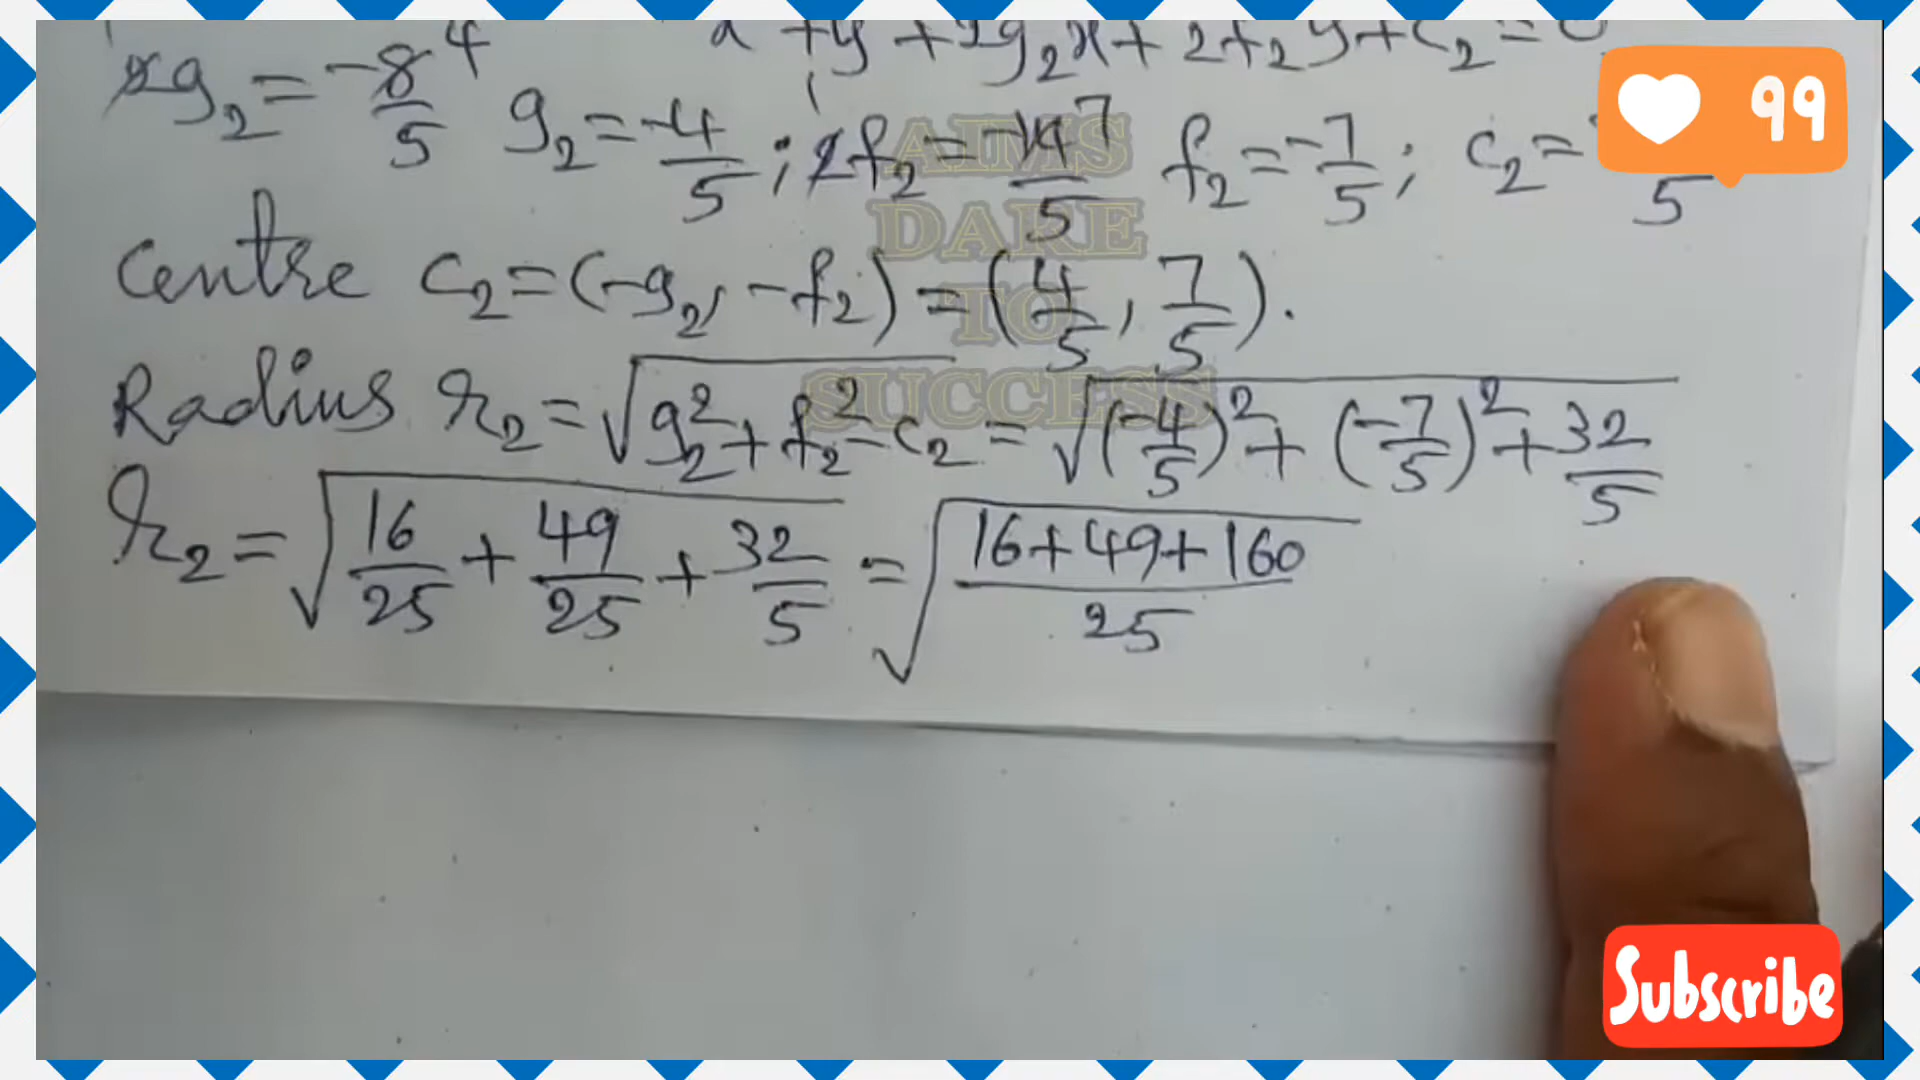 x² + y² + 2g₂x + 2f₂y + c₂ = 0
2g₂ = -8/5 4 g₂ = -4/5 ; 2f₂ = -14/5 7 f₂ = -7/5 ; c₂ = 5
99
Centre C₂ = (-g₂, -f₂) = (4/5, 7/5).
Radius r₂ = √(g₂² + f₂² - c₂) = √((-4/5)² + (-7/5)² + 32/5)
r₂ = √(16/25 + 49/25 + 32/5) = √((16+49+160)/25)
AIMS
DARE
TO
SUCCESS
Subscribe